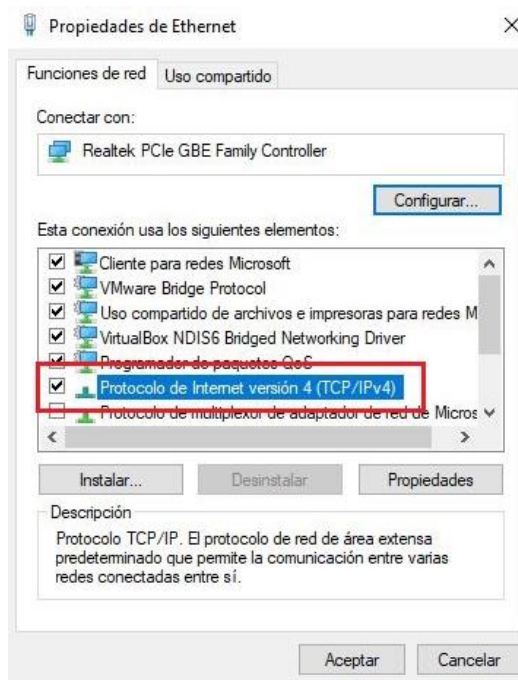 Propiedades de Ethernet
Funciones de red
Uso compartido
Conectar con:
Realtek PCIe GBE Family Controller
Configurar...
Esta conexión usa los siguientes elementos:
Cliente para redes Microsoft
VMware Bridge Protocol
Uso compartido de archivos e impresoras para redes M
VirtualBox NDIS6 Bridged Networking Driver
Programador de paquetes QoS
Protocolo de Internet versión 4 (TCP/IPv4)
Protocolo de multiplexor de adaptador de red de Micros
Instalar...
Desinstalar
Propiedades
Descripción
Protocolo TCP/IP. El protocolo de red de área extensa
predeterminado que permite la comunicación entre varias
redes conectadas entre sí.
Aceptar
Cancelar